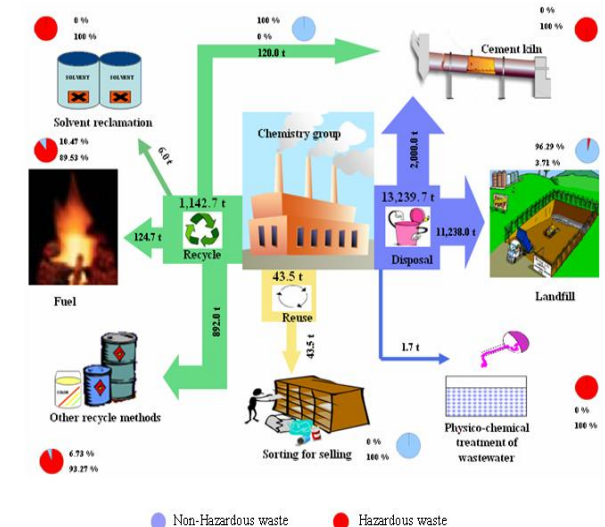 0 %
100 %
100 %
0 %
0 %
100 %
120.0 t
Cement kiln
SOLVENT
SOLVENT
Solvent reclamation
Chemistry group
10.47 %
89.53 %
6.0 t
2,000.0 t
96.29 %
3.71 %
1,142.7 t
13,239.7 t
124.7 t
Recycle
Disposal
11,238.0 t
Fuel
43.5 t
Reuse
Landfill
892.0 t
43.5 t
1.7 t
Other recycle methods
Sorting for selling
0 %
100 %
Physico-chemical
treatment of
wastewater
0 %
100 %
6.73 %
93.27 %
Non-Hazardous waste
Hazardous waste